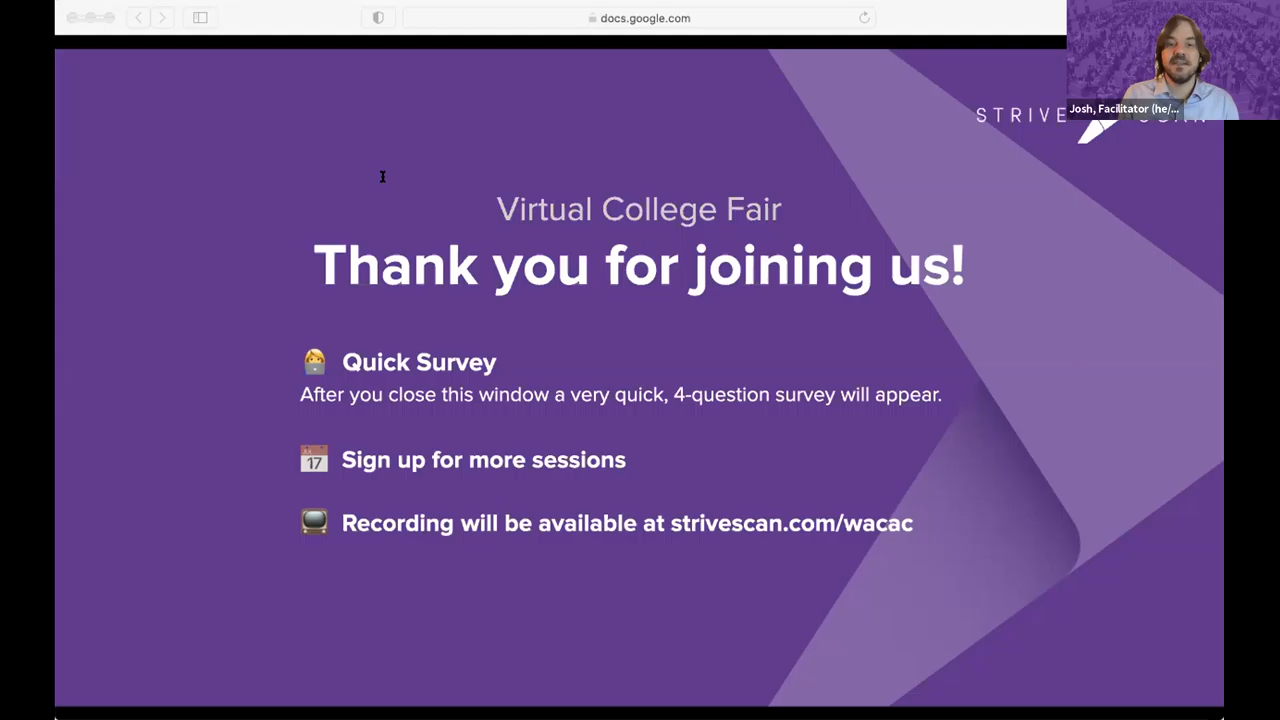 docs.google.com
Josh, Facilitator (he/...
STRIVE
Virtual College Fair
Thank you for joining us!
Quick Survey
After you close this window a very quick, 4-question survey will appear.
17
Sign up for more sessions
Recording will be available at strivescan.com/wacac